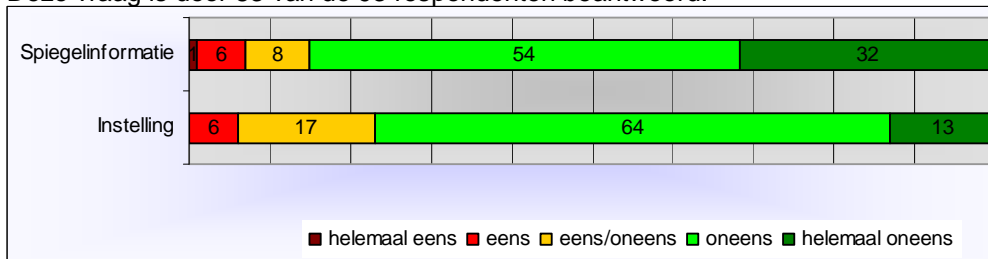 Spiegelinformatie 1 6 8 54 32
Instelling 6 17 64 13
helemaal eens eens eens/oneens oneens helemaal oneens